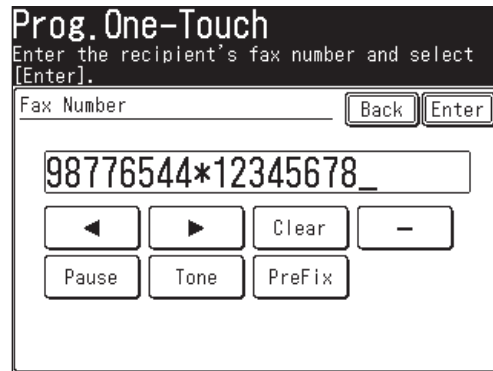 Prog.One-Touch
Enter the recipient's fax number and select
[Enter].
Fax Number
Back Enter
98776544*12345678_
◀ ▶ Clear –
Pause Tone PreFix